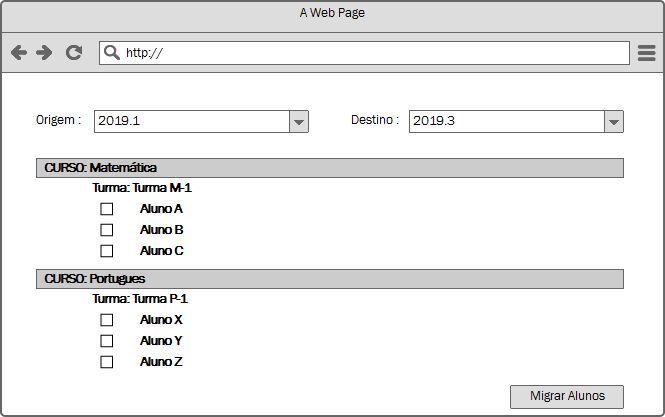 A Web Page
http://
Origem : 2019.1 Destino : 2019.3
CURSO: Matemática
Turma: Turma M-1
Aluno A
Aluno B
Aluno C
CURSO: Portugues
Turma: Turma P-1
Aluno X
Aluno Y
Aluno Z
Migrar Alunos